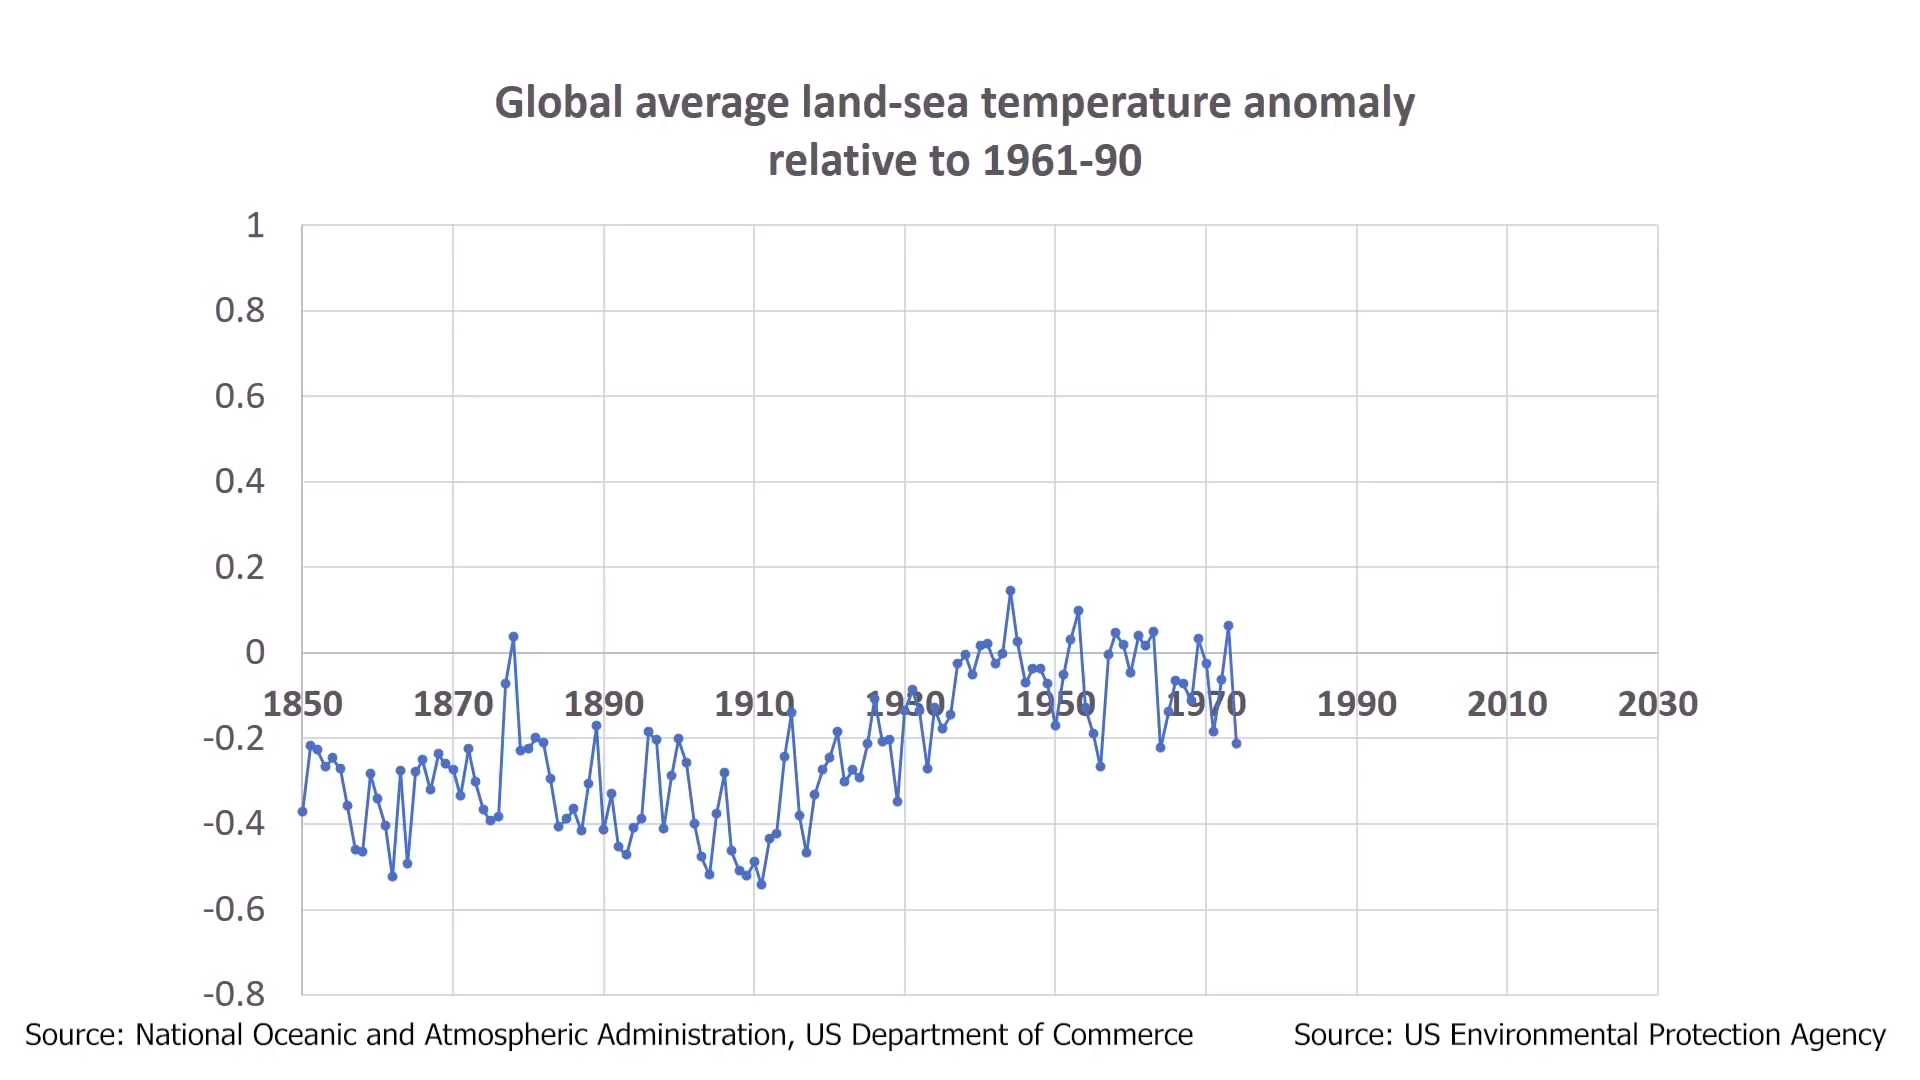 Global average land-sea temperature anomaly
relative to 1961-90
1
0.8
0.6
0.4
0.2
0
1850 1870 1890 1910 1930 1950 1970 1990 2010 2030
-0.2
-0.4
-0.6
-0.8
Source: National Oceanic and Atmospheric Administration, US Department of Commerce
Source: US Environmental Protection Agency